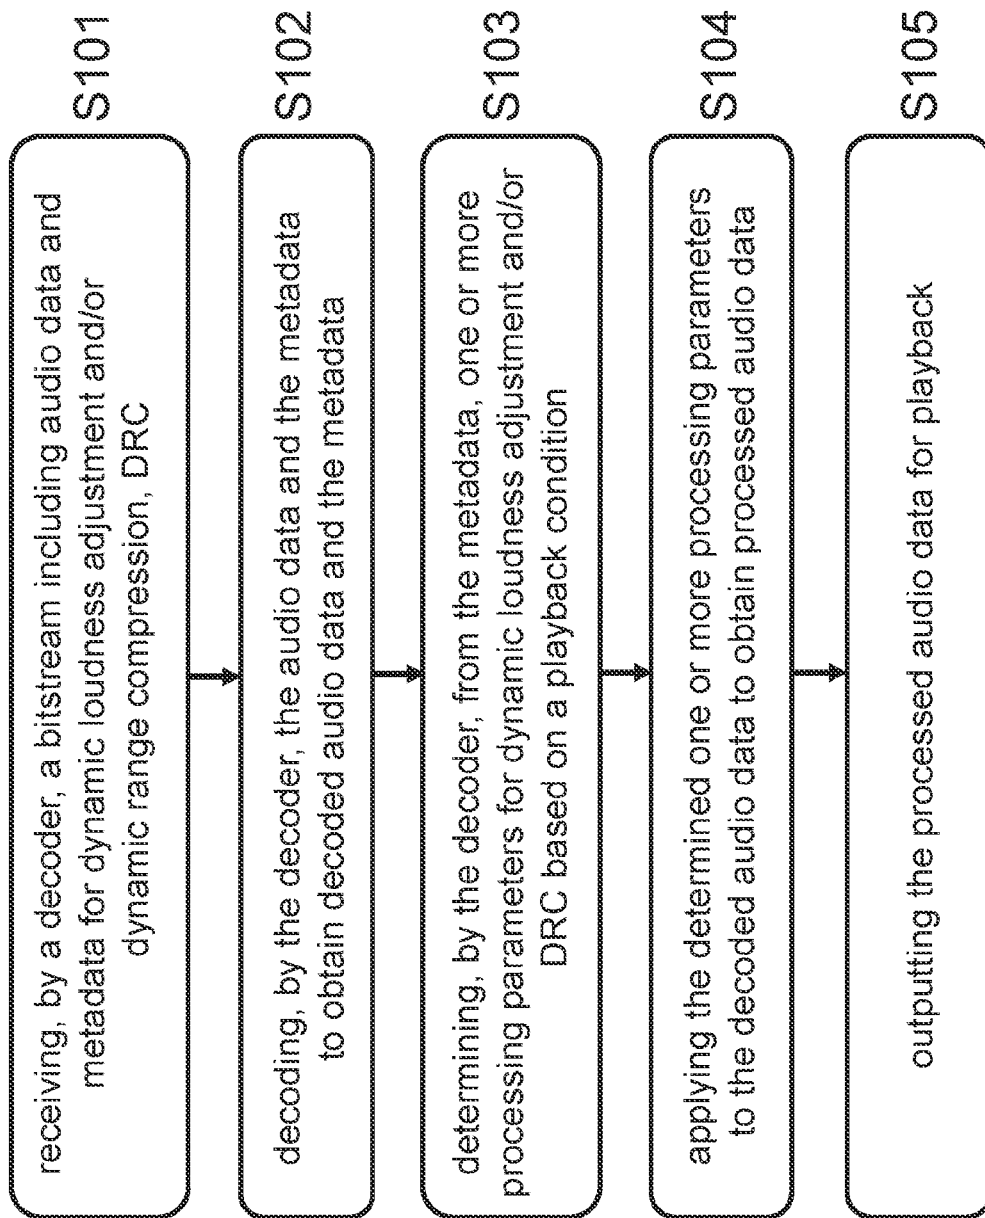 receiving, by a decoder, a bitstream including audio data and
metadata for dynamic loudness adjustment and/or
dynamic range compression, DRC
S101
decoding, by the decoder, the audio data and the metadata
to obtain decoded audio data and the metadata
S102
determining, by the decoder, from the metadata, one or more
processing parameters for dynamic loudness adjustment and/or
DRC based on a playback condition
S103
applying the determined one or more processing parameters
to the decoded audio data to obtain processed audio data
S104
outputting the processed audio data for playback
S105